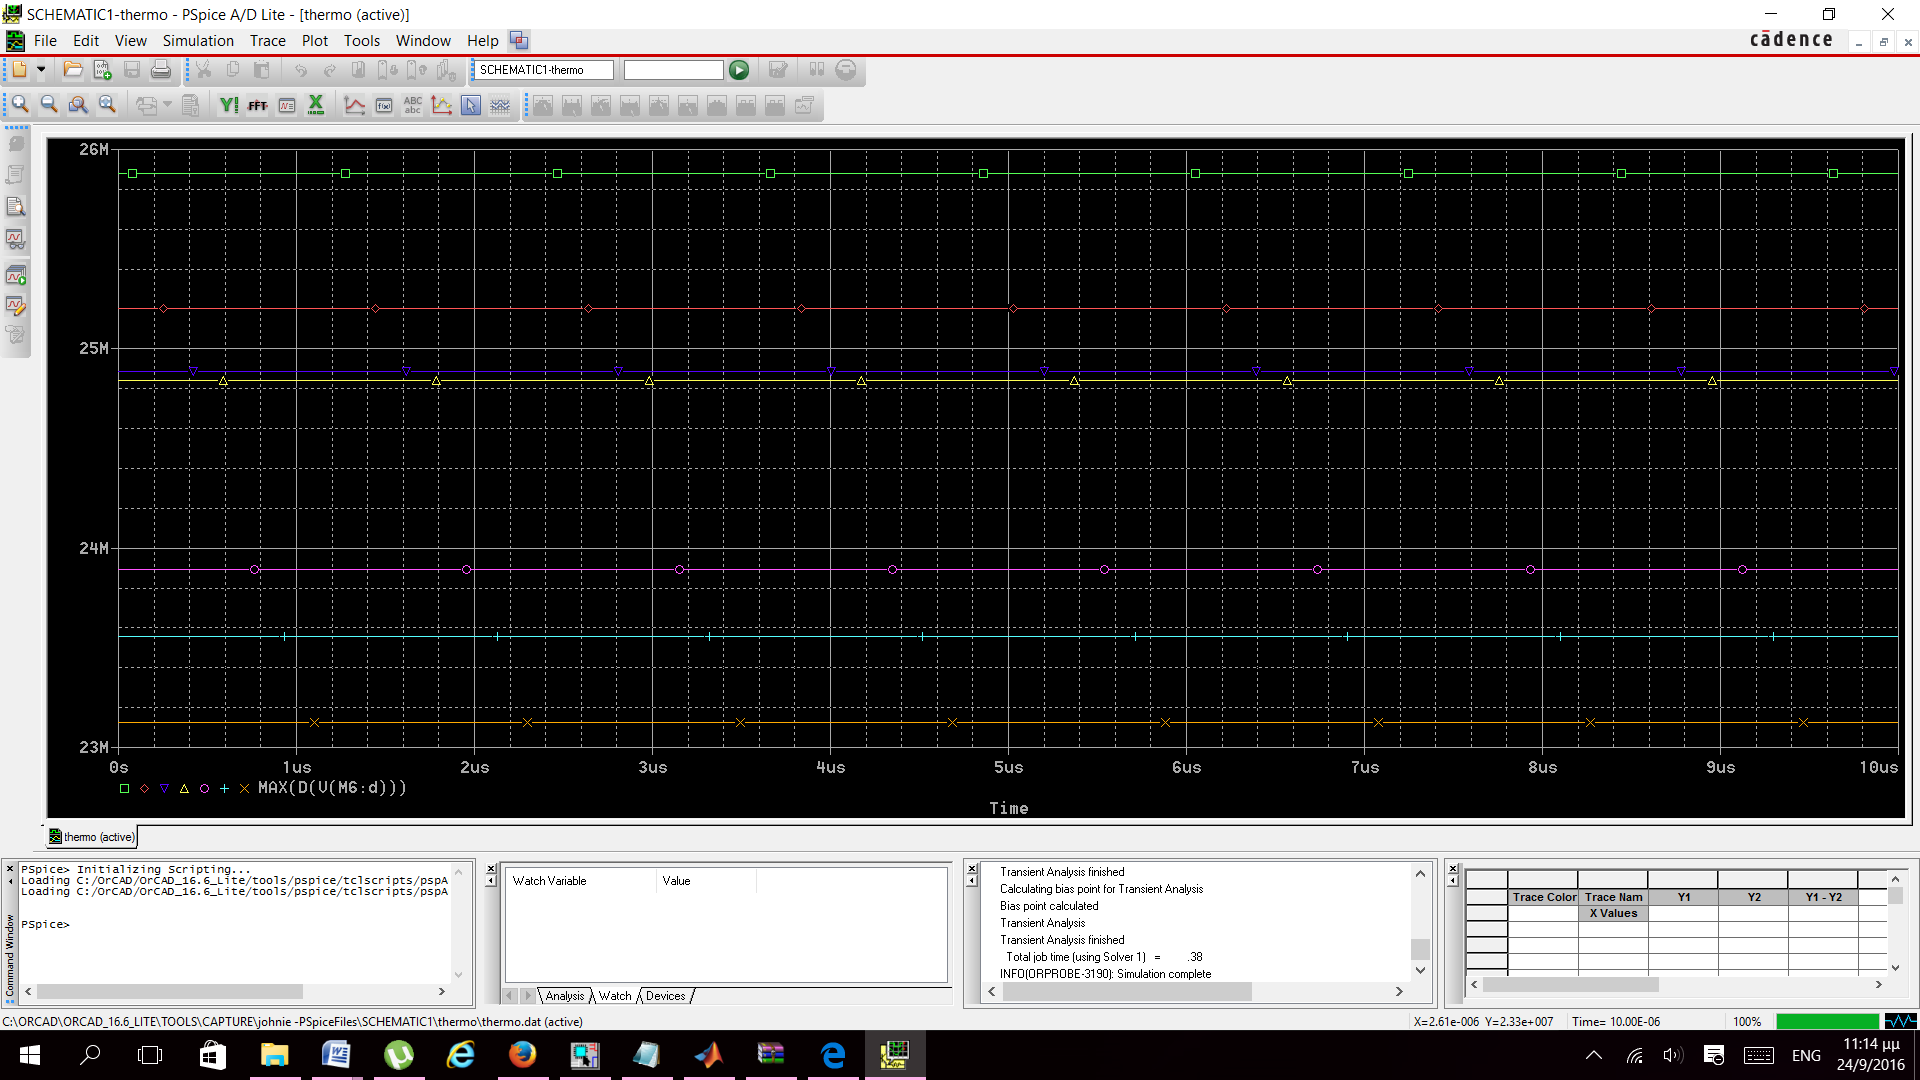 SCHEMATIC1-thermo - PSpice A/D Lite - [thermo (active)]
File Edit View Simulation Trace Plot Tools Window Help
cādence
SCHEMATIC1-thermo
FFT
ABC
abc
26M
25M
24M
23M
0s 1us 2us 3us 4us 5us 6us 7us 8us 9us 10us
MAX(D(V(M6:d)))
Time
thermo (active)
Command Window
PSpice> Initializing Scripting...
Loading C:/OrCAD/OrCAD_16.6_Lite/tools/pspice/tclscripts/pspA
Loading C:/OrCAD/OrCAD_16.6_Lite/tools/pspice/tclscripts/pspA
PSpice>
Watch Variable Value
Analysis Watch Devices
Transient Analysis finished
Calculating bias point for Transient Analysis
Bias point calculated
Transient Analysis
Transient Analysis finished
Total job time (using Solver 1) = .38
INFO(ORPROBE-3190): Simulation complete
Trace Color Trace Nam Y1 Y2 Y1 - Y2
X Values
C:\ORCAD\ORCAD_16.6_LITE\TOOLS\CAPTURE\johnie -PSpiceFiles\SCHEMATIC1\thermo\thermo.dat (active)
X=2.61e-006 Y=2.33e+007 Time= 10.00E-06 100%
ENG
11:14 μμ
24/9/2016